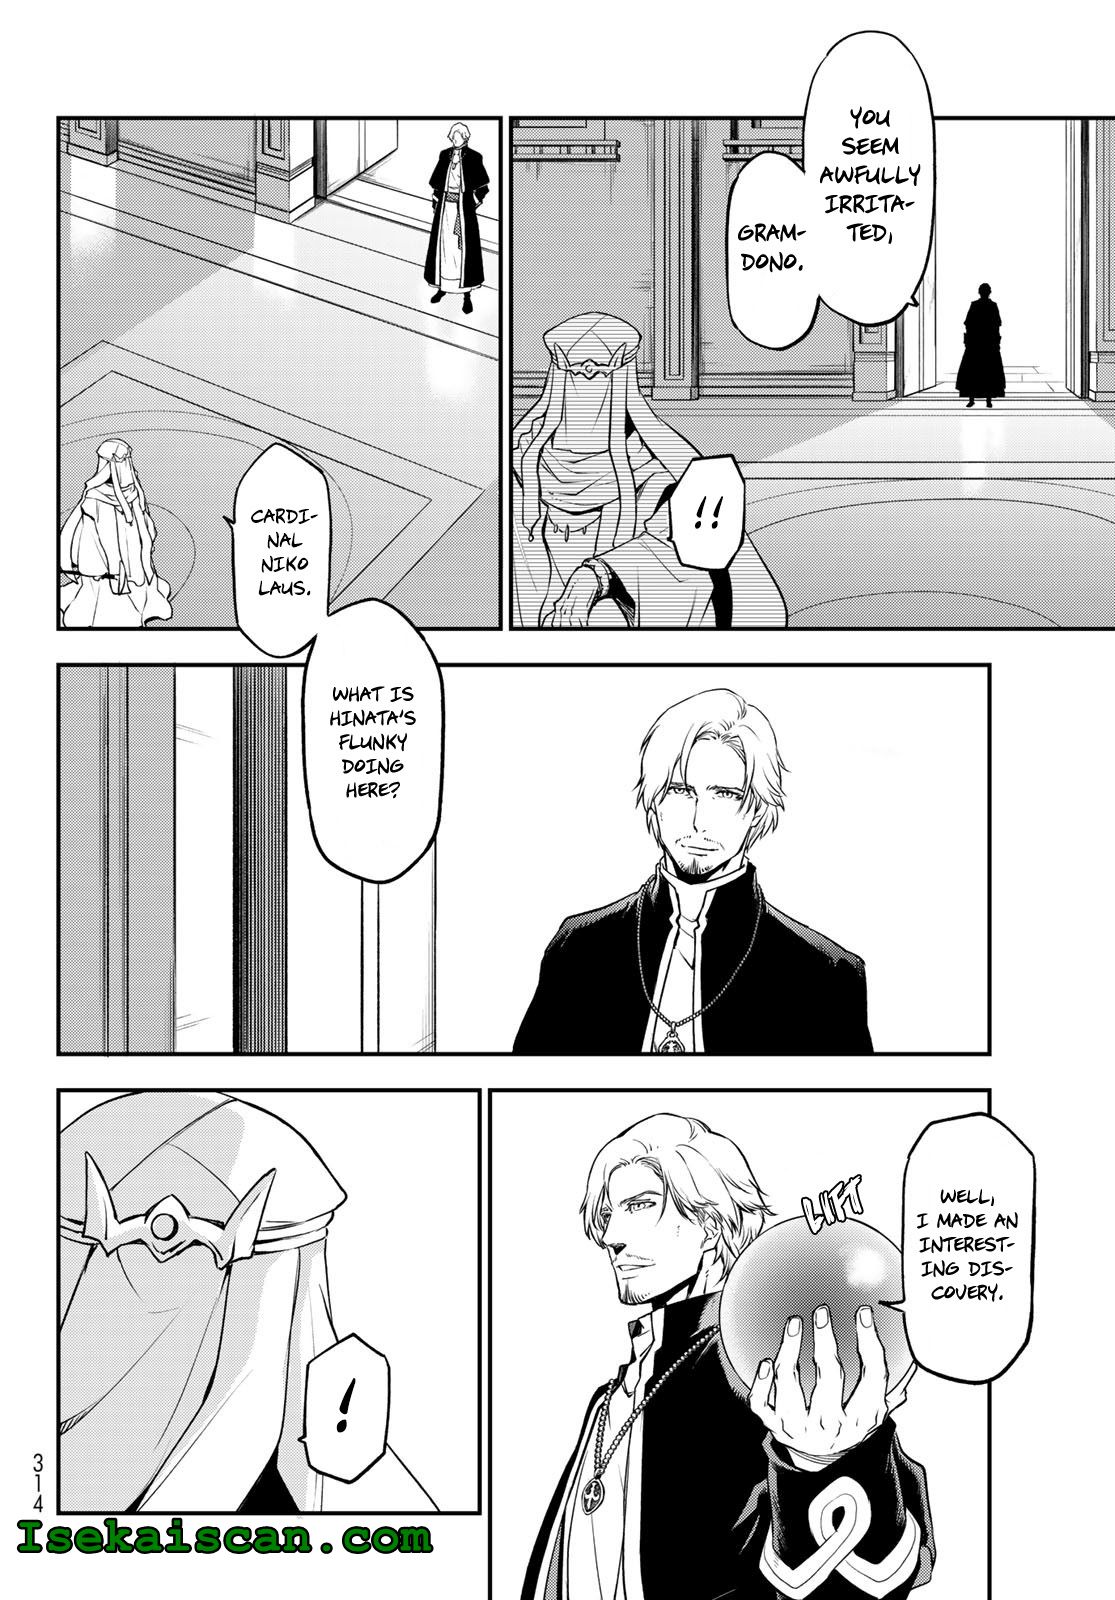 YOU
SEEM
AWFULLY
IRRITA-
TED,
GRAM-
DONO.
!!
CARDI-
NAL
NIKO
LAUS.
WHAT IS
HINATA'S
FLUNKY
DOING
HERE?
WELL,
I MADE AN
INTEREST-
ING DIS-
COVERY.
LIFT
!
314
Isekaiscan.com